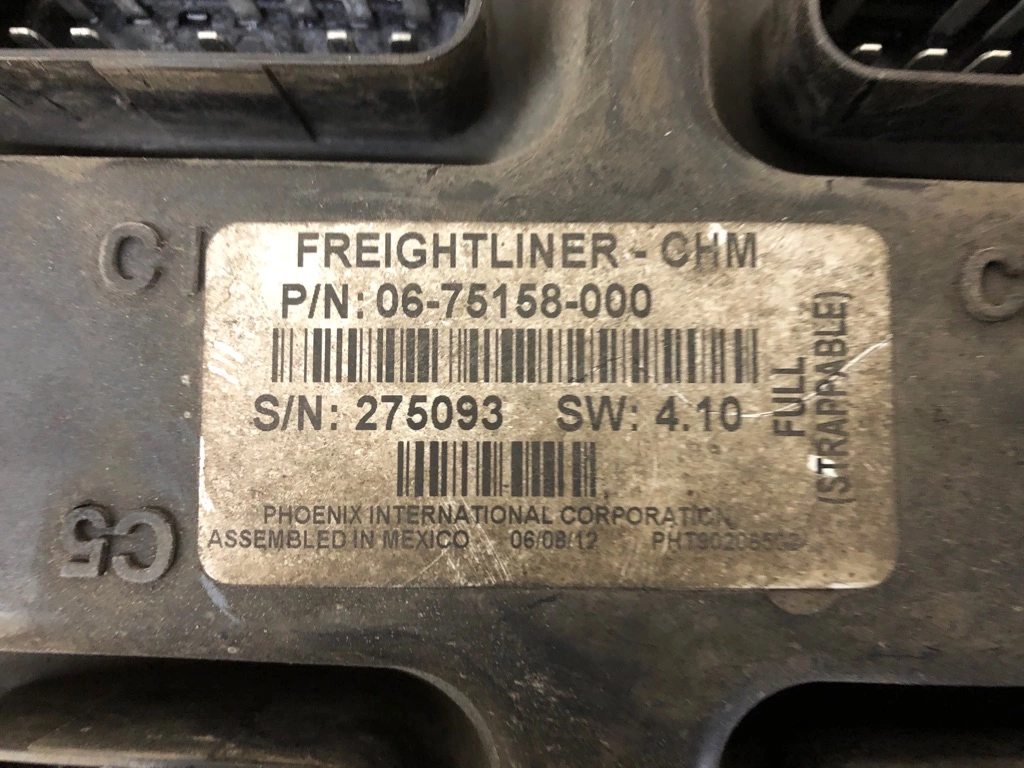 FREIGHTLINER - CHM
P/N: 06-75158-000
S/N: 275093 SW: 4.10
FULL
(STRAPPABLE)
PHOENIX INTERNATIONAL CORPORATION
ASSEMBLED IN MEXICO 06/08/12
C1
C5